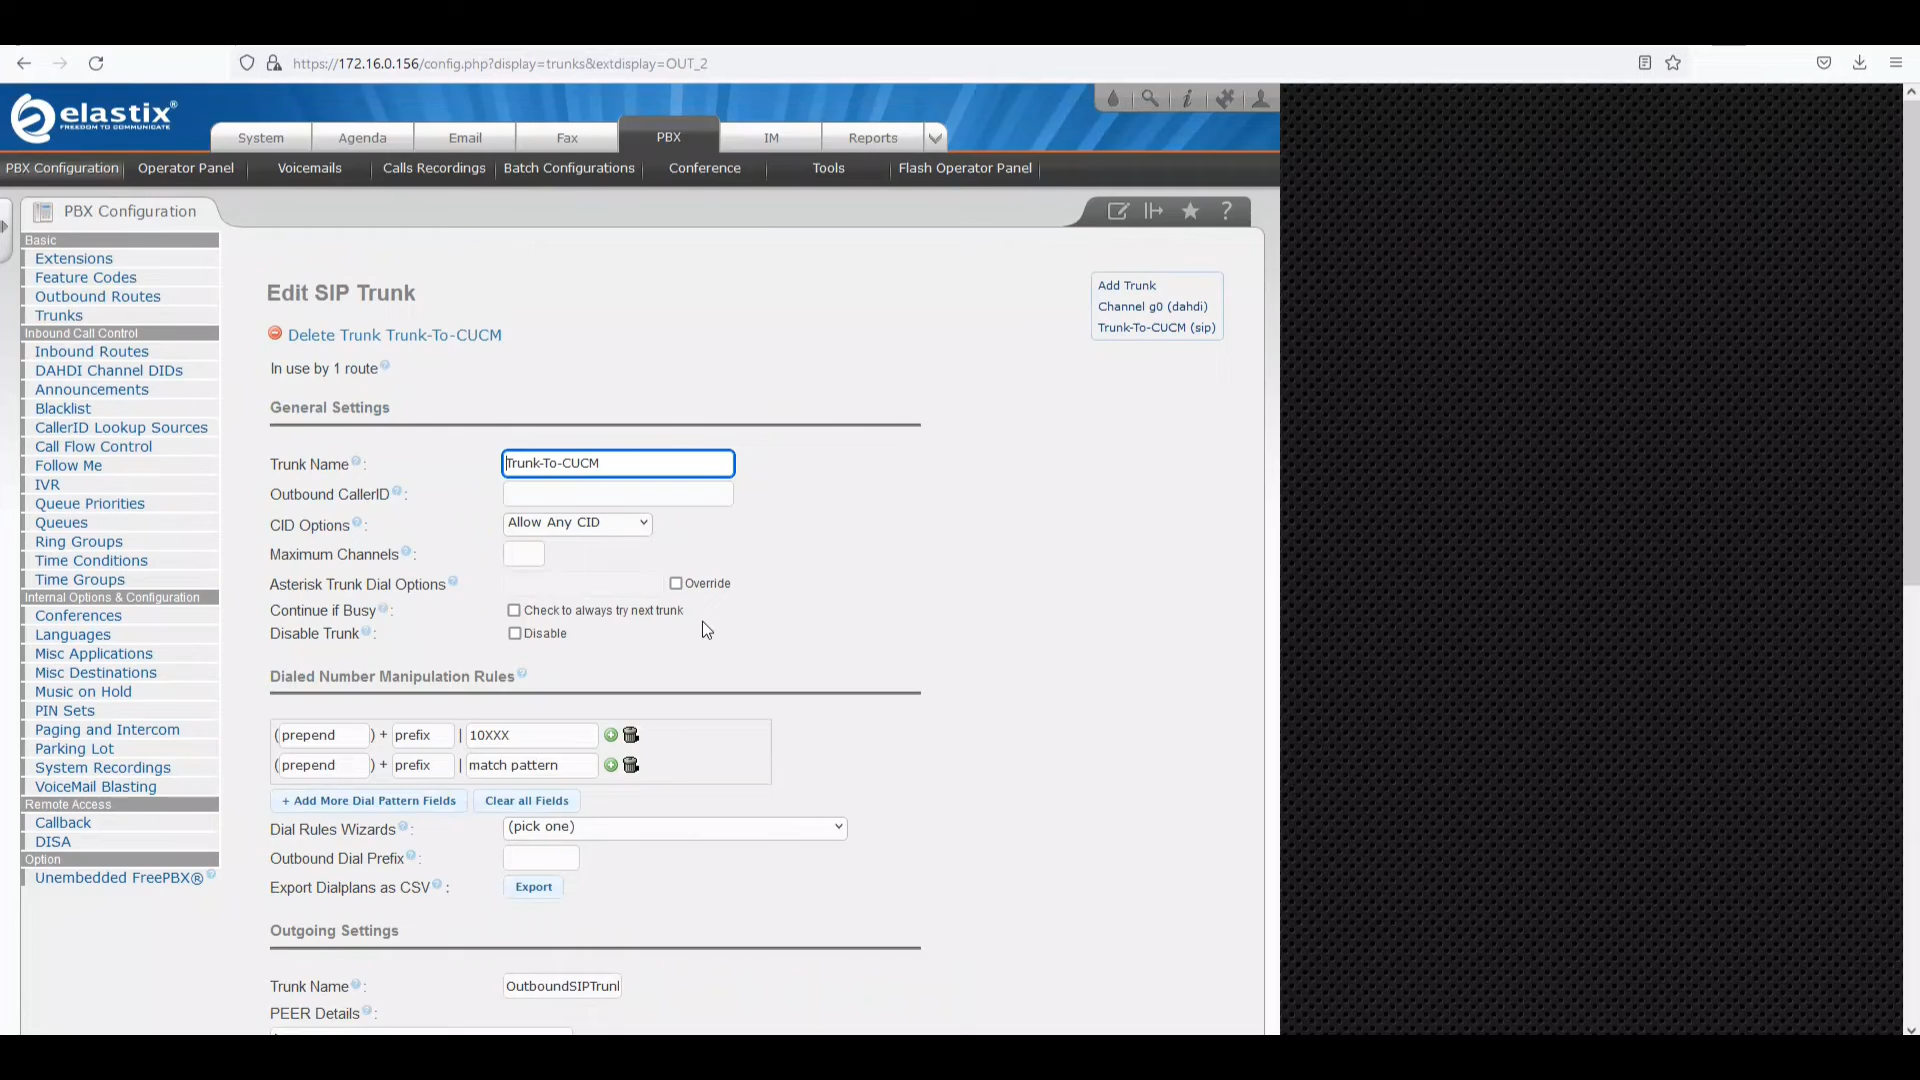 https://172.16.0.156/config.php?display=trunks&extdisplay=OUT_2
elastix®
FREEDOM TO COMMUNICATE
System
Agenda
Email
Fax
PBX
IM
Reports
PBX Configuration
Operator Panel
Voicemails
Calls Recordings
Batch Configurations
Conference
Tools
Flash Operator Panel
PBX Configuration
Basic
Extensions
Feature Codes
Outbound Routes
Trunks
Inbound Call Control
Inbound Routes
DAHDI Channel DIDs
Announcements
Blacklist
CallerID Lookup Sources
Call Flow Control
Follow Me
IVR
Queue Priorities
Queues
Ring Groups
Time Conditions
Time Groups
Internal Options & Configuration
Conferences
Languages
Misc Applications
Misc Destinations
Music on Hold
PIN Sets
Paging and Intercom
Parking Lot
System Recordings
VoiceMail Blasting
Remote Access
Callback
DISA
Option
Unembedded FreePBX®
Edit SIP Trunk
Delete Trunk Trunk-To-CUCM
In use by 1 route
Add Trunk
Channel g0 (dahdi)
Trunk-To-CUCM (sip)
General Settings
Trunk Name : Trunk-To-CUCM
Outbound CallerID :
CID Options : Allow Any CID
Maximum Channels :
Asterisk Trunk Dial Options Override
Continue if Busy : Check to always try next trunk
Disable Trunk : Disable
Dialed Number Manipulation Rules
(prepend ) + prefix | 10XXX
(prepend ) + prefix | match pattern
+ Add More Dial Pattern Fields Clear all Fields
Dial Rules Wizards : (pick one)
Outbound Dial Prefix :
Export Dialplans as CSV : Export
Outgoing Settings
Trunk Name : OutboundSIPTrunl
PEER Details :